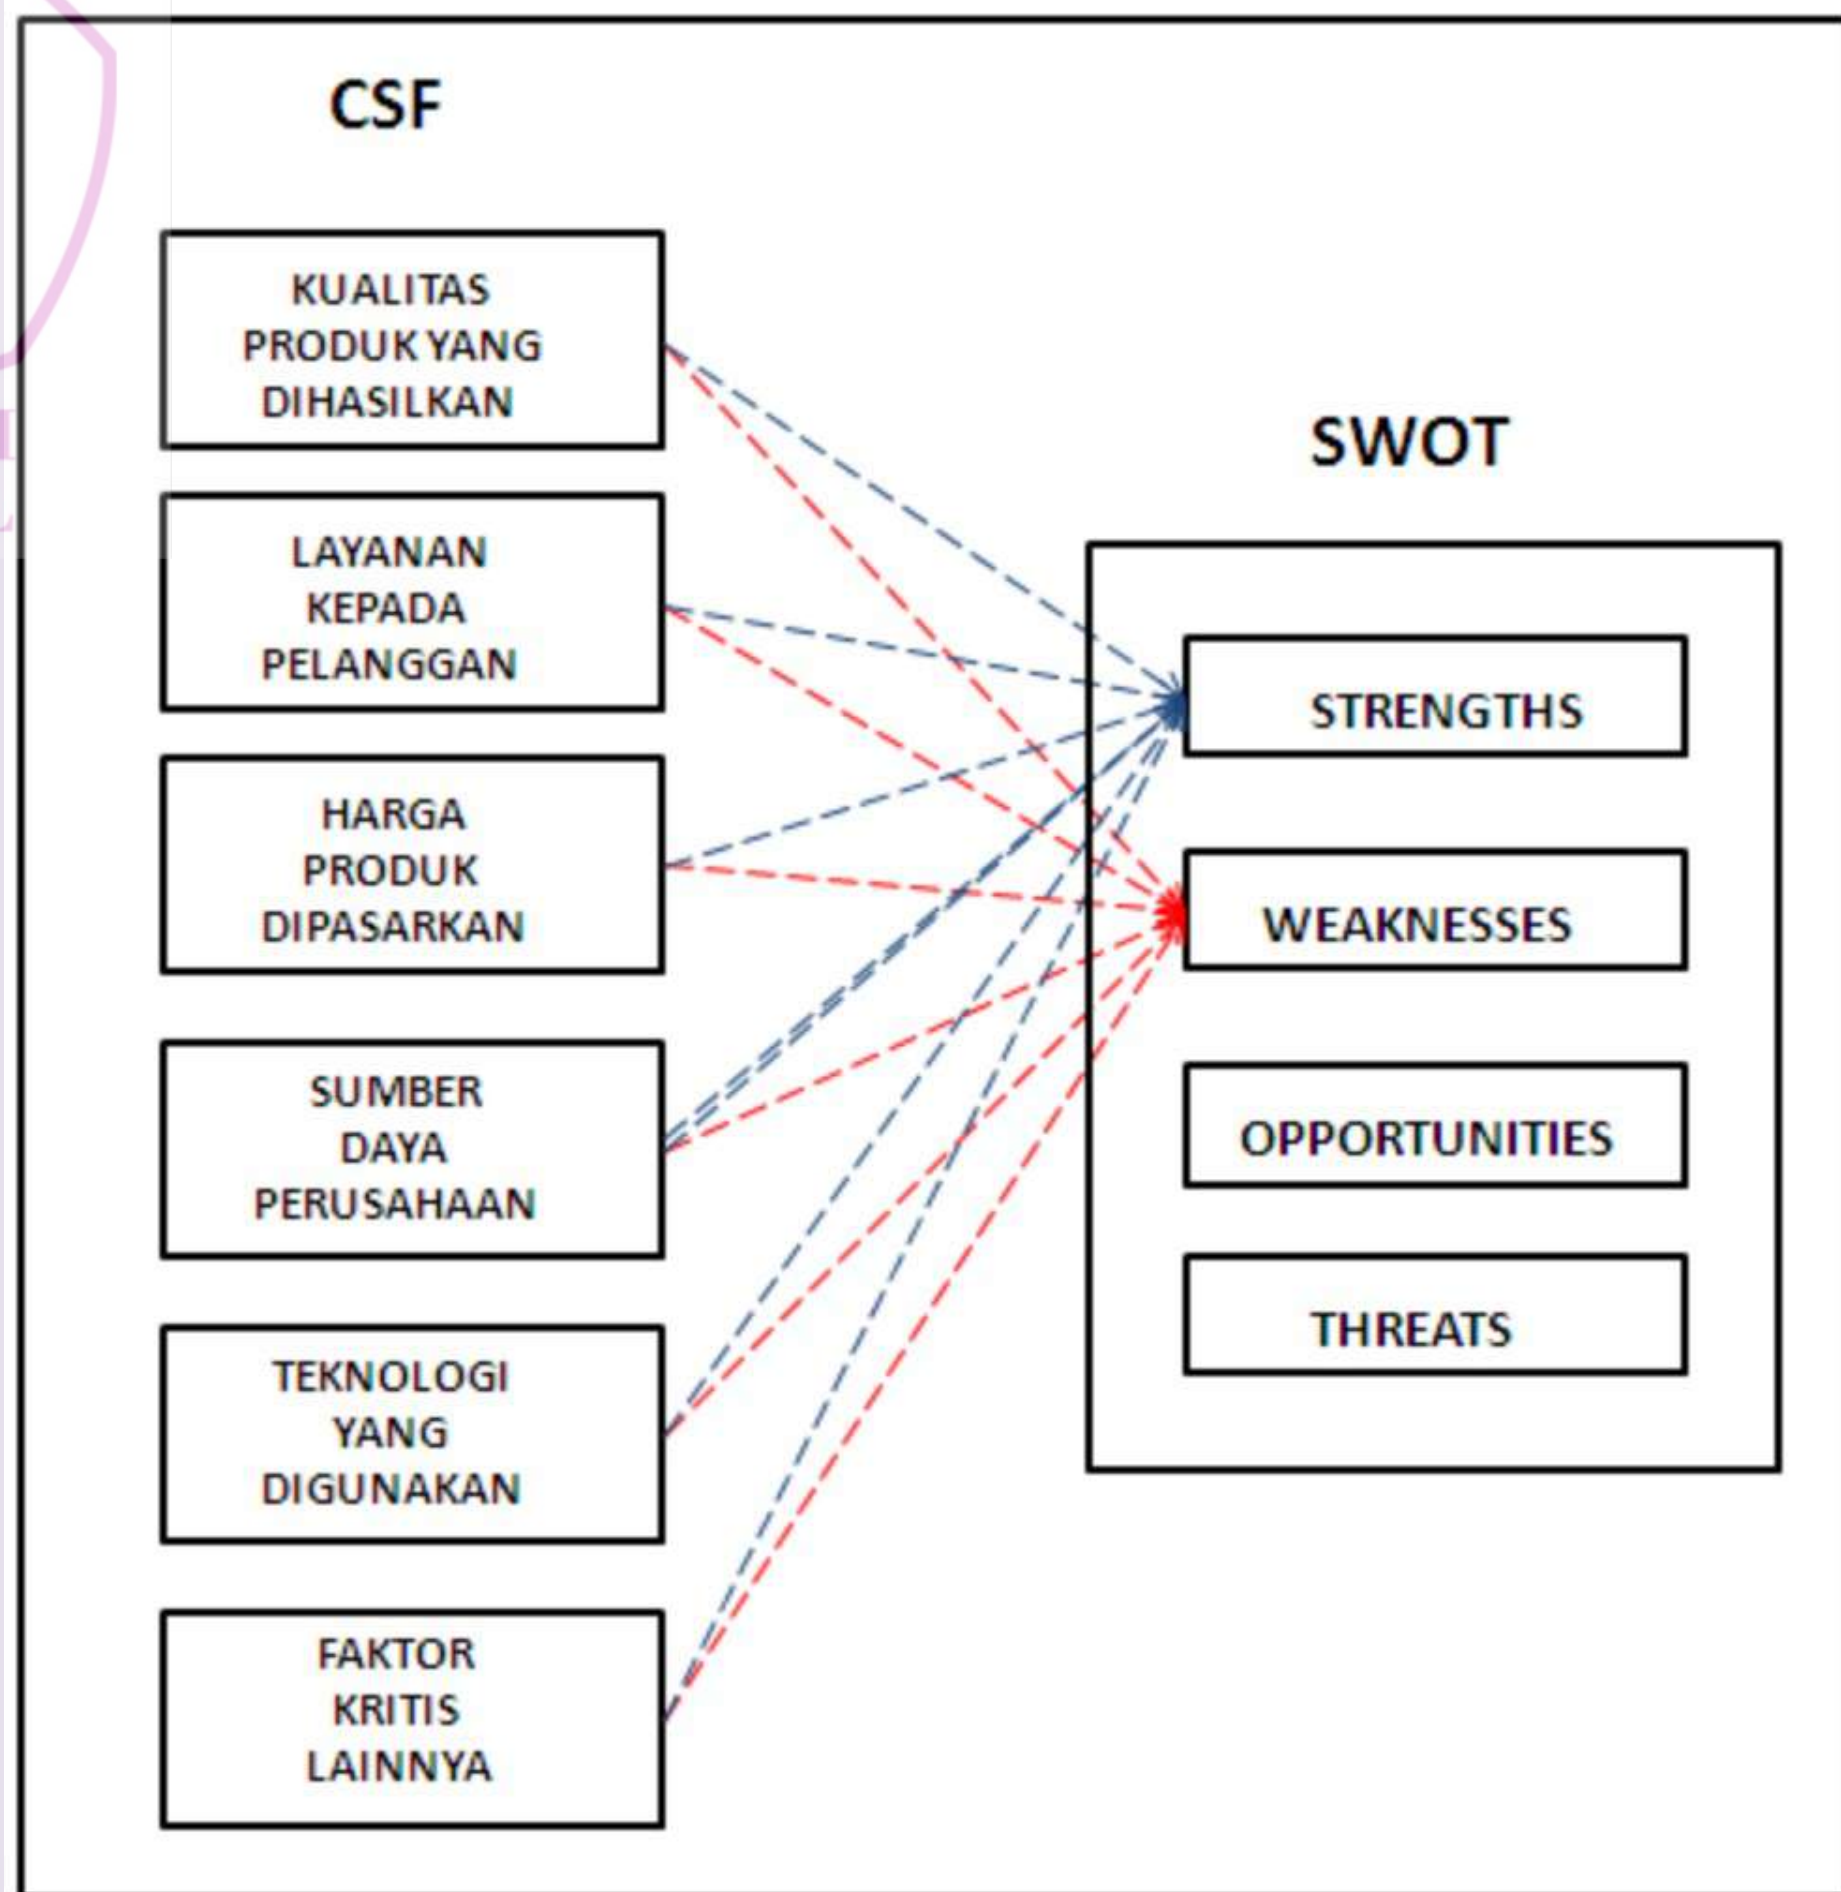 CSF
KUALITAS
PRODUK YANG
DIHASILKAN
LAYANAN
KEPADA
PELANGGAN
HARGA
PRODUK
DIPASARKAN
SUMBER
DAYA
PERUSAHAAN
TEKNOLOGI
YANG
DIGUNAKAN
FAKTOR
KRITIS
LAINNYA
SWOT
STRENGTHS
WEAKNESSES
OPPORTUNITIES
THREATS